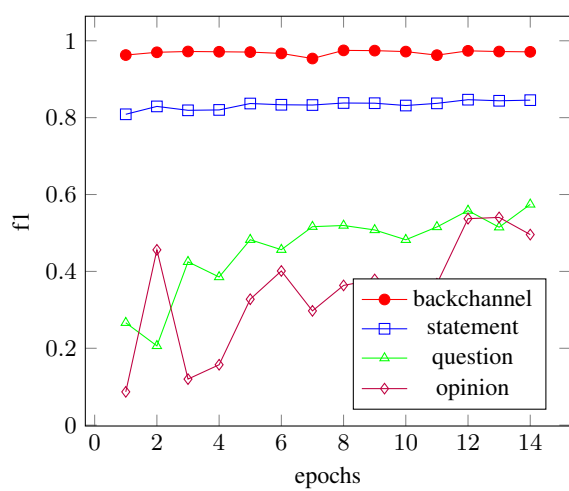 1
0.8
0.6
0.4
0.2
0
f1
backchannel
statement
question
opinion
0 2 4 6 8 10 12 14
epochs